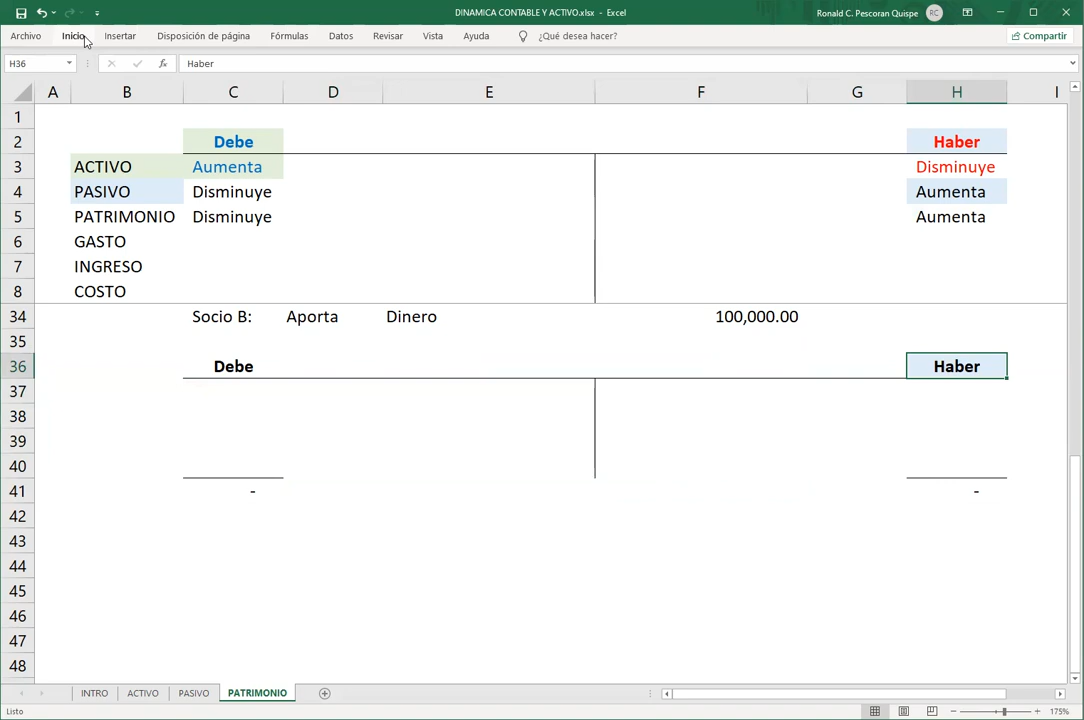 DINAMICA CONTABLE Y ACTIVO.xlsx - Excel
Ronald C. Pescoran Quispe RC
Archivo Inicio Insertar Disposición de página Fórmulas Datos Revisar Vista Ayuda ¿Qué desea hacer? Compartir
H36 fx Haber
A B C D E F G H I
1
2 Debe Haber
3 ACTIVO Aumenta Disminuye
4 PASIVO Disminuye Aumenta
5 PATRIMONIO Disminuye Aumenta
6 GASTO
7 INGRESO
8 COSTO
34 Socio B: Aporta Dinero 100,000.00
35
36 Debe Haber
37
38
39
40
41 - -
42
43
44
45
46
47
48
INTRO ACTIVO PASIVO PATRIMONIO
Listo 175%